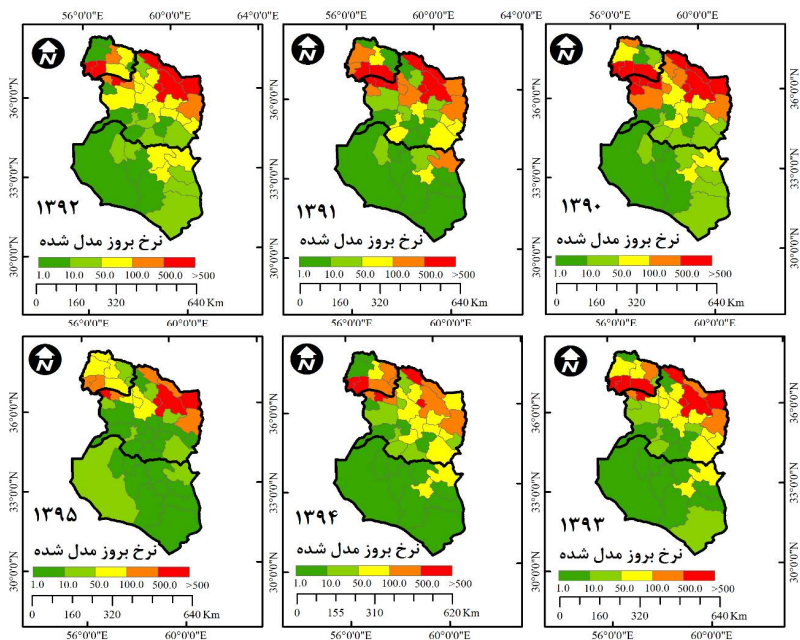 56°0'0"E 60°0'0"E 64°0'0"E 56°0'0"E 60°0'0"E 64°0'0"E 56°0'0"E 60°0'0"E
N N N
36°0'0"N 36°0'0"N 36°0'0"N
33°0'0"N 33°0'0"N 33°0'0"N
۱۳۹۲ ۱۳۹۱ ۱۳۹۰
نرخ بروز مدل شده نرخ بروز مدل شده نرخ بروز مدل شده
30°0'0"N 30°0'0"N 30°0'0"N
1.0 10.0 50.0 100.0 500.0 >500 1.0 10.0 50.0 100.0 500.0 >500 1.0 10.0 50.0 100.0 500.0 >500
0 160 320 640 Km 0 160 320 640 Km 0 160 320 640 Km
56°0'0"E 60°0'0"E 56°0'0"E 60°0'0"E 56°0'0"E 60°0'0"E
N N N
36°0'0"N 36°0'0"N 36°0'0"N
33°0'0"N 33°0'0"N 33°0'0"N
۱۳۹۵ ۱۳۹۴ ۱۳۹۳
نرخ بروز مدل شده نرخ بروز مدل شده نرخ بروز مدل شده
30°0'0"N 30°0'0"N 30°0'0"N
1.0 10.0 50.0 100.0 500.0 >500 1.0 10.0 50.0 100.0 500.0 >500 1.0 10.0 50.0 100.0 500.0 >500
0 160 320 640 Km 0 155 310 620 Km 0 160 320 640 Km
56°0'0"E 60°0'0"E 56°0'0"E 60°0'0"E 56°0'0"E 60°0'0"E